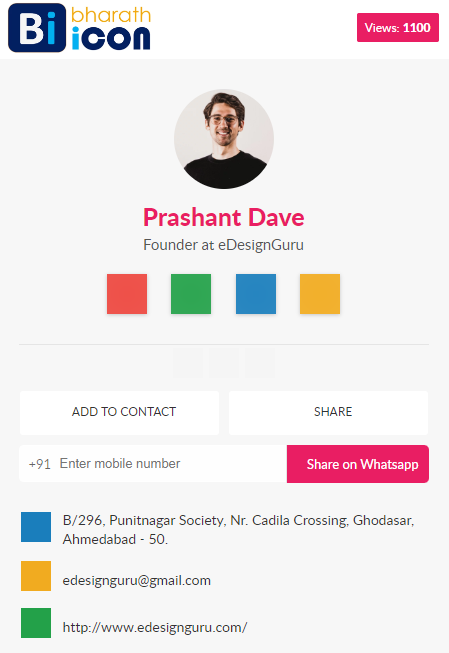 Bi bharath
icon
Views: 1100
Prashant Dave
Founder at eDesignGuru
ADD TO CONTACT
SHARE
+91 Enter mobile number
Share on Whatsapp
B/296, Punitnagar Society, Nr. Cadila Crossing, Ghodasar,
Ahmedabad - 50.
edesignguru@gmail.com
http://www.edesignguru.com/